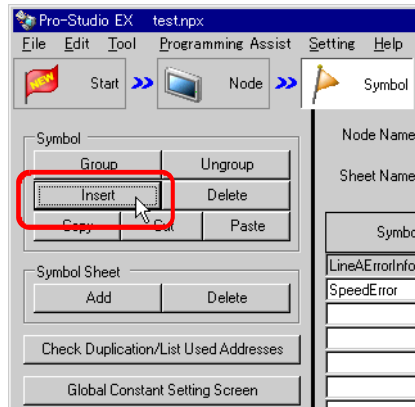 Pro-Studio EX test.npx
File Edit Tool Programming Assist Setting Help
NEW Start >> Node >> Symbol
Symbol
Group Ungroup
Insert Delete
Copy Cut Paste
Symbol Sheet
Add Delete
Check Duplication/List Used Addresses
Global Constant Setting Screen
Node Name
Sheet Name
Symbo
LineAErrorInfo
SpeedError